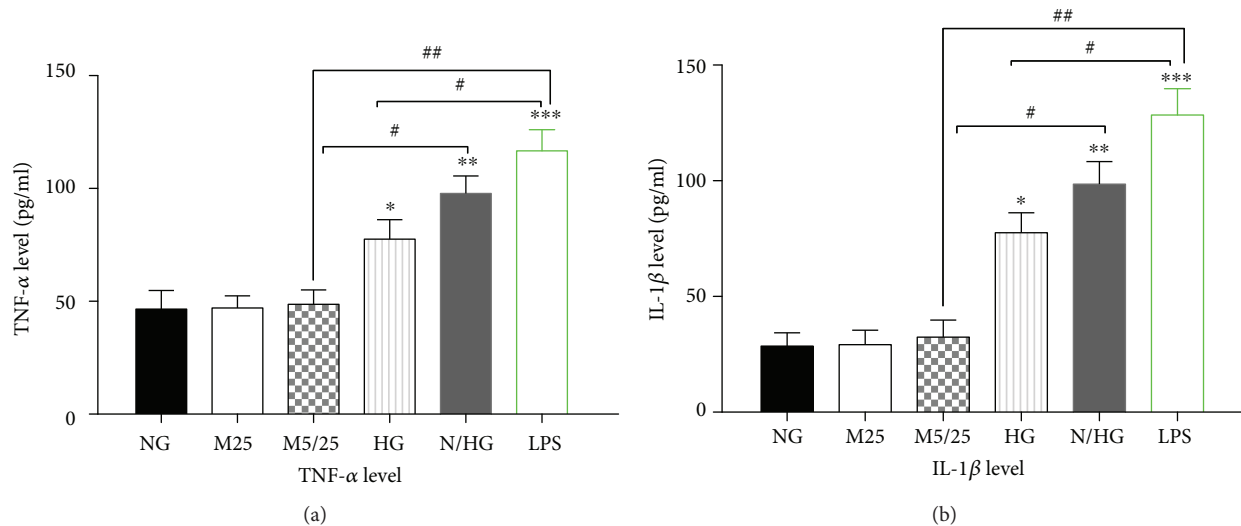 ##
#
#
150
100
50
0
TNF-α level (pg/ml)
*
**
***
NG M25 M5/25 HG N/HG LPS
TNF-α level
(a)
##
#
#
150
100
50
0
IL-1β level (pg/ml)
*
**
***
NG M25 M5/25 HG N/HG LPS
IL-1β level
(b)